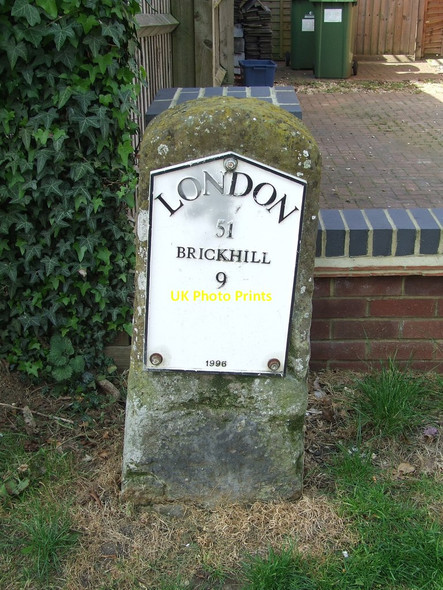 LONDON
51
BRICKHILL
9
UK Photo Prints
1996